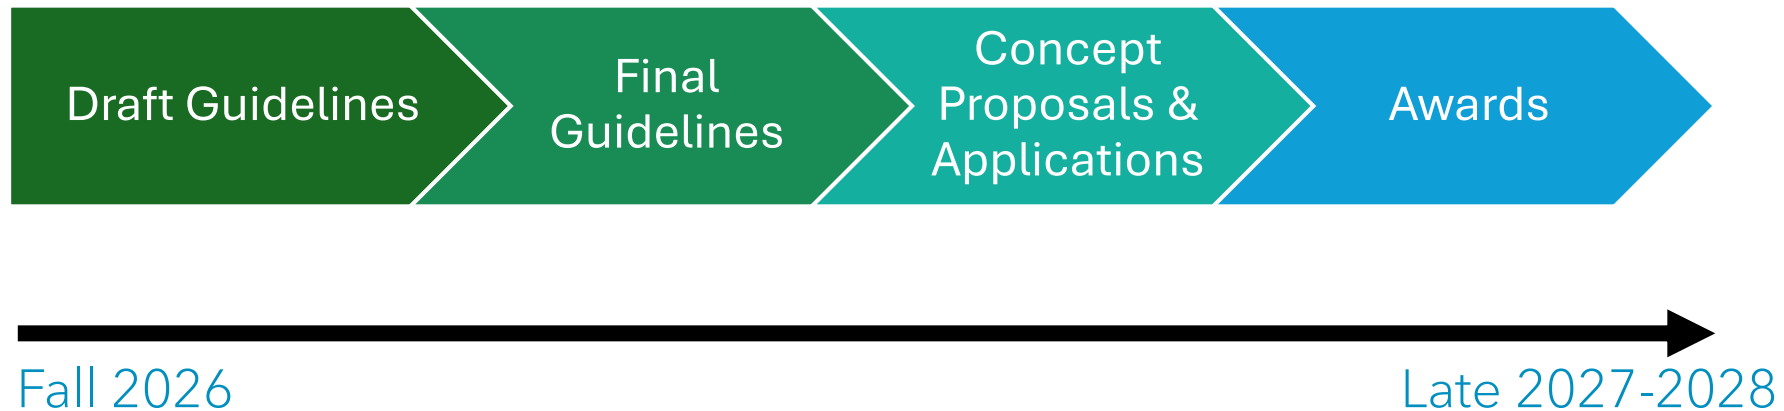 Draft Guidelines
Final
Guidelines
Concept
Proposals &
Applications
Awards
Fall 2026
Late 2027-2028